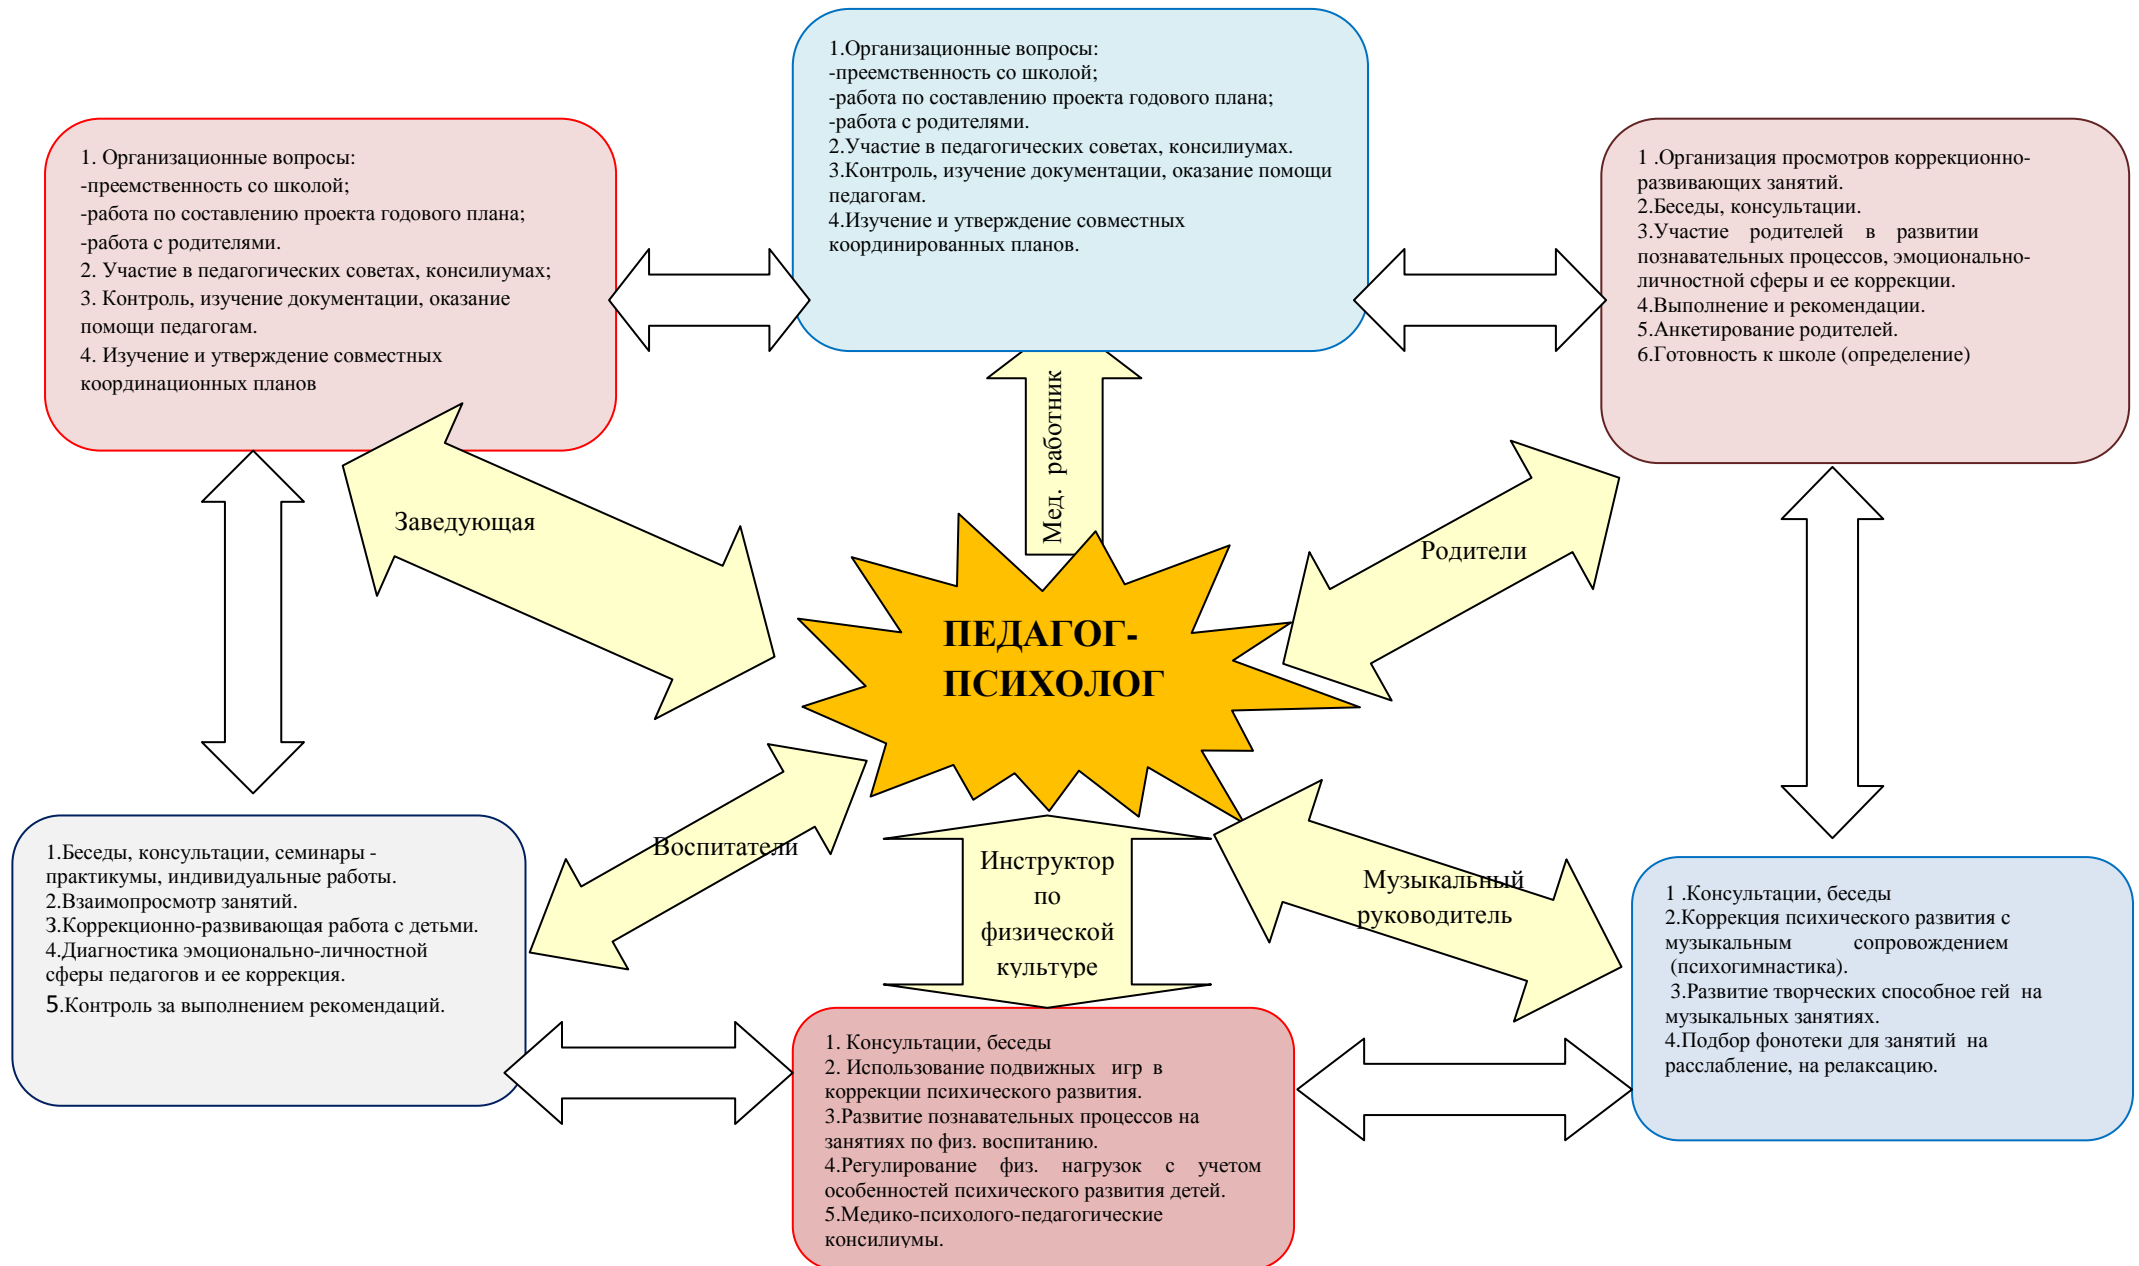 1.Организационные вопросы:
-преемственность со школой;
-работа по составлению проекта годового плана;
-работа с родителями.
2.Участие в педагогических советах, консилиумах.
3.Контроль, изучение документации, оказание помощи
педагогам.
4.Изучение и утверждение совместных
координированных планов.
1. Организационные вопросы:
-преемственность со школой;
-работа по составлению проекта годового плана;
-работа с родителями.
2. Участие в педагогических советах, консилиумах;
3. Контроль, изучение документации, оказание
помощи педагогам.
4. Изучение и утверждение совместных
координационных планов
1 .Организация просмотров коррекционно-
развивающих занятий.
2.Беседы, консультации.
3.Участие родителей в развитии
познавательных процессов, эмоционально-
личностной сферы и ее коррекции.
4.Выполнение и рекомендации.
5.Анкетирование родителей.
6.Готовность к школе (определение)
Мед. работник
Заведующая
Родители
ПЕДАГОГ-
ПСИХОЛОГ
Воспитатели
Инструктор
по
физической
культуре
Музыкальный
руководитель
1.Беседы, консультации, семинары -
практикумы, индивидуальные работы.
2.Взаимопросмотр занятий.
3.Коррекционно-развивающая работа с детьми.
4.Диагностика эмоционально-личностной
сферы педагогов и ее коррекция.
5.Контроль за выполнением рекомендаций.
1. Консультации, беседы
2. Использование подвижных игр в
коррекции психического развития.
3.Развитие познавательных процессов на
занятиях по физ. воспитанию.
4.Регулирование физ. нагрузок с учетом
особенностей психического развития детей.
5.Медико-психолого-педагогические
консилиумы.
1 .Консультации, беседы
2.Коррекция психического развития с
музыкальным сопровождением
(психогимнастика).
3.Развитие творческих способное гей на
музыкальных занятиях.
4.Подбор фонотеки для занятий на
расслабление, на релаксацию.